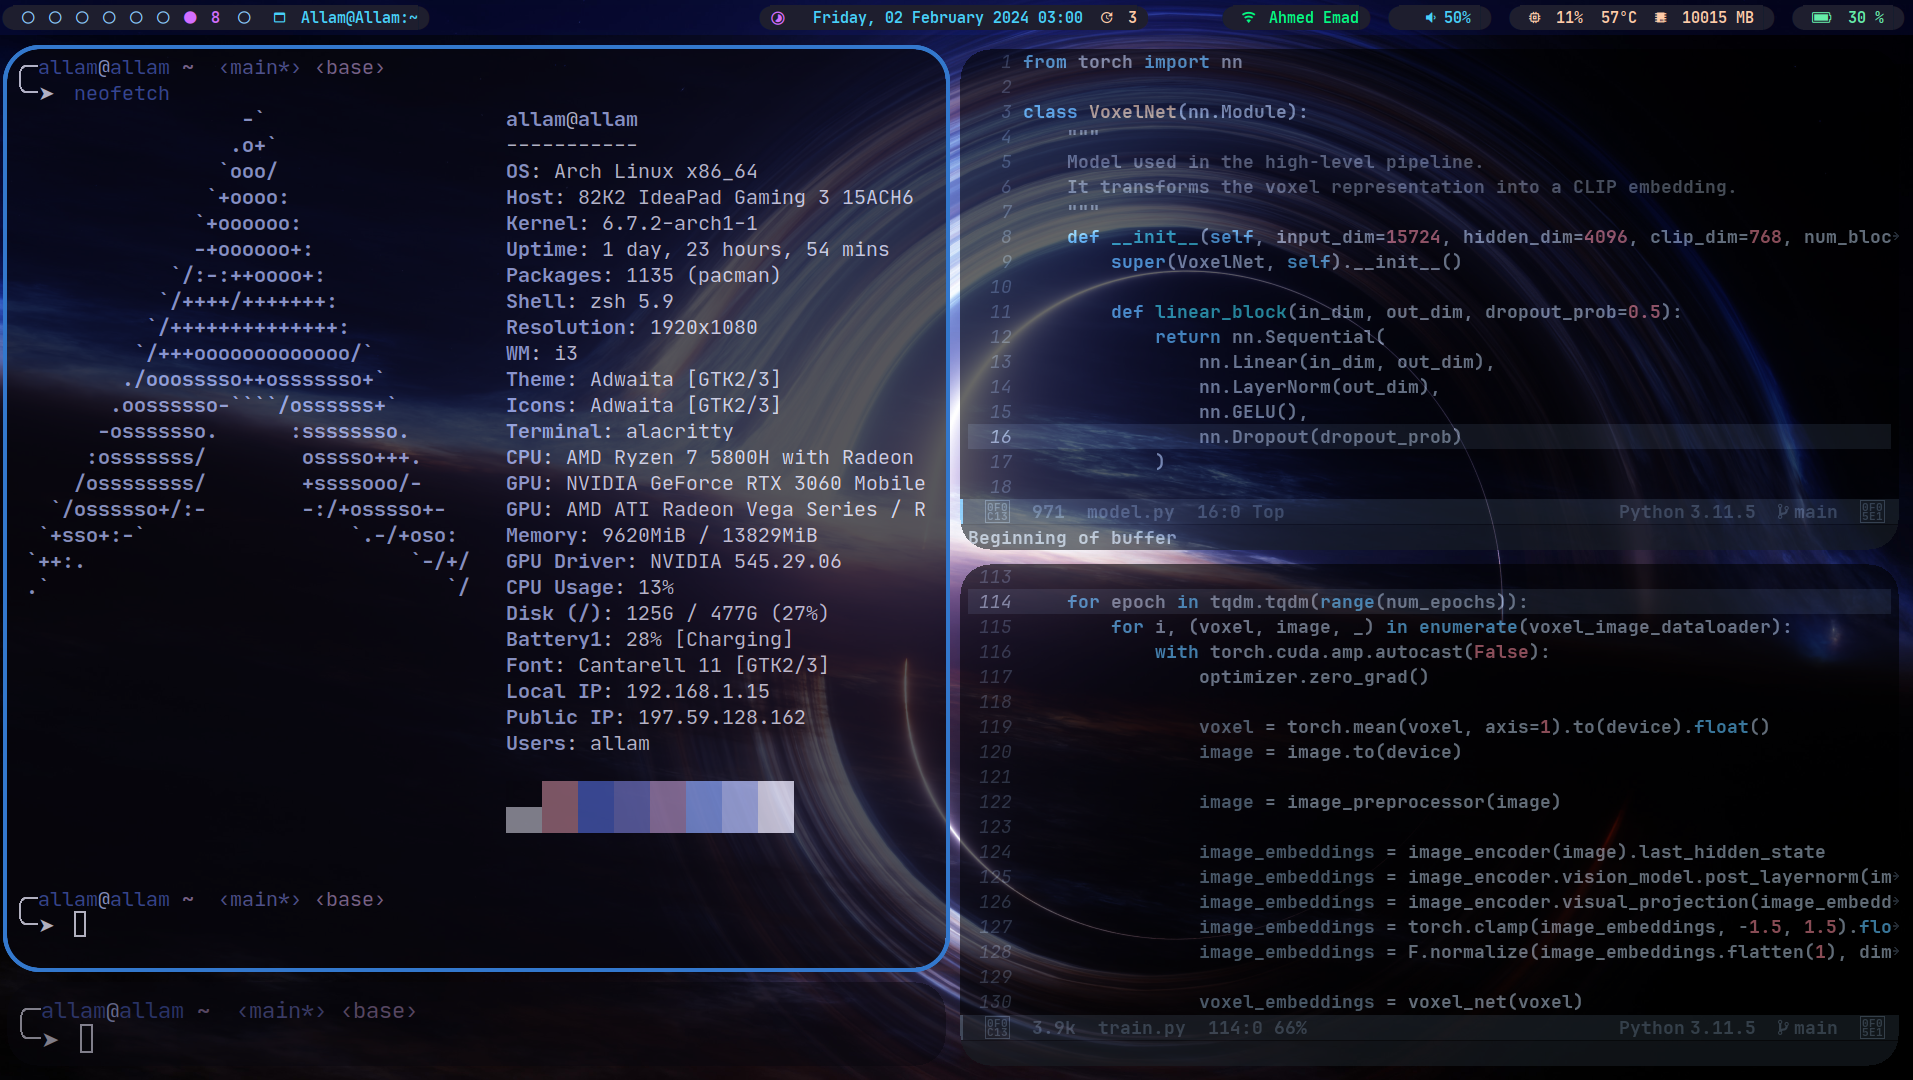 8 Allam@Allam:~
Friday, 02 February 2024 03:00 3
Ahmed Emad
50%
11% 57°C 10015 MB
30 %
allam@allam ~ ‹main*› ‹base›
➤ neofetch
-`
.o+`
`ooo/
`+oooo:
`+oooooo:
-+oooooo+:
`/:-:++oooo+:
`/++++/+++++++:
`/++++++++++++++:
`/+++ooooooooooooo/`
./ooosssso++osssssso+`
.oossssso-````/ossssss+`
-osssssso. :ssssssso.
:osssssss/ osssso+++.
/ossssssss/ +ssssooo/-
`/ossssso+/:- -:/+osssso+-
`+sso+:-` `.-/+oso:
`++:. `-/+/
.` `/
allam@allam
-----------
OS: Arch Linux x86_64
Host: 82K2 IdeaPad Gaming 3 15ACH6
Kernel: 6.7.2-arch1-1
Uptime: 1 day, 23 hours, 54 mins
Packages: 1135 (pacman)
Shell: zsh 5.9
Resolution: 1920x1080
WM: i3
Theme: Adwaita [GTK2/3]
Icons: Adwaita [GTK2/3]
Terminal: alacritty
CPU: AMD Ryzen 7 5800H with Radeon
GPU: NVIDIA GeForce RTX 3060 Mobile
GPU: AMD ATI Radeon Vega Series / R
Memory: 9620MiB / 13829MiB
GPU Driver: NVIDIA 545.29.06
CPU Usage: 13%
Disk (/): 125G / 477G (27%)
Battery1: 28% [Charging]
Font: Cantarell 11 [GTK2/3]
Local IP: 192.168.1.15
Public IP: 197.59.128.162
Users: allam
allam@allam ~ ‹main*› ‹base›
➤
allam@allam ~ ‹main*› ‹base›
➤
1 from torch import nn
2
3 class VoxelNet(nn.Module):
4 """
5 Model used in the high-level pipeline.
6 It transforms the voxel representation into a CLIP embedding.
7 """
8 def __init__(self, input_dim=15724, hidden_dim=4096, clip_dim=768, num_bloc
9 super(VoxelNet, self).__init__()
10
11 def linear_block(in_dim, out_dim, dropout_prob=0.5):
12 return nn.Sequential(
13 nn.Linear(in_dim, out_dim),
14 nn.LayerNorm(out_dim),
15 nn.GELU(),
16 nn.Dropout(dropout_prob)
17 )
18
0F0C13 971 model.py 16:0 Top Python 3.11.5 main 0F05E1
Beginning of buffer
113
114 for epoch in tqdm.tqdm(range(num_epochs)):
115 for i, (voxel, image, _) in enumerate(voxel_image_dataloader):
116 with torch.cuda.amp.autocast(False):
117 optimizer.zero_grad()
118
119 voxel = torch.mean(voxel, axis=1).to(device).float()
120 image = image.to(device)
121
122 image = image_preprocessor(image)
123
124 image_embeddings = image_encoder(image).last_hidden_state
125 image_embeddings = image_encoder.vision_model.post_layernorm(im
126 image_embeddings = image_encoder.visual_projection(image_embedd
127 image_embeddings = torch.clamp(image_embeddings, -1.5, 1.5).flo
128 image_embeddings = F.normalize(image_embeddings.flatten(1), dim
129
130 voxel_embeddings = voxel_net(voxel)
0F0C13 3.9k train.py 114:0 66% Python 3.11.5 main 0F05E1